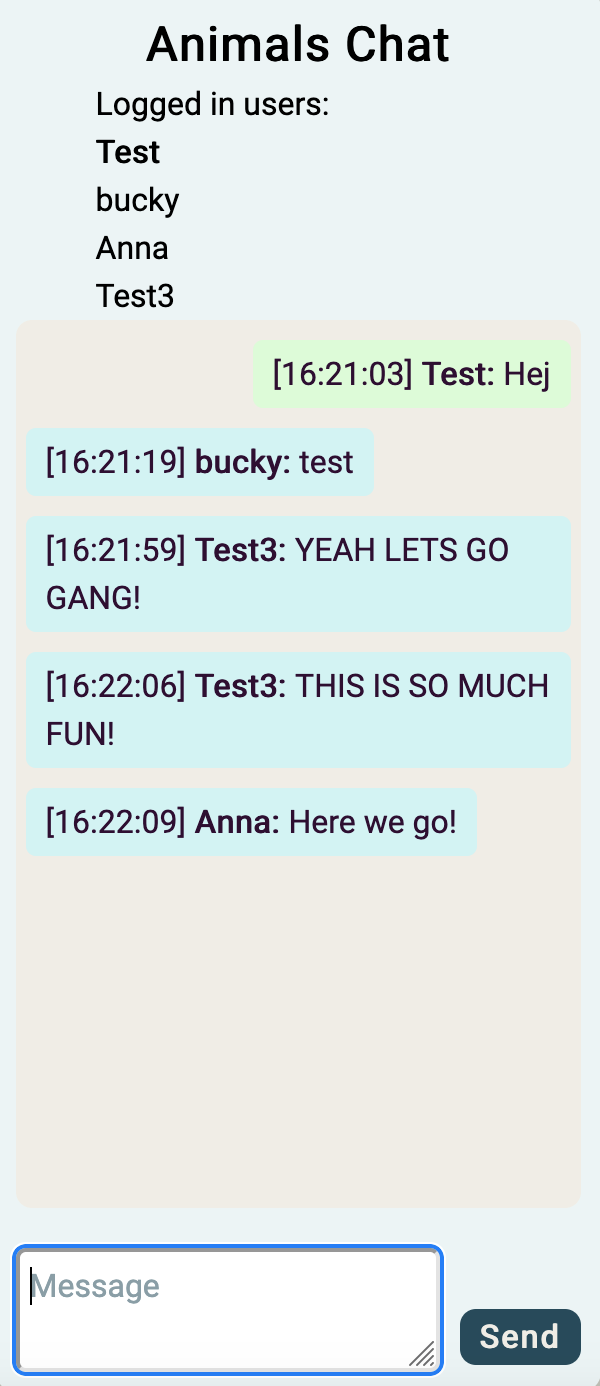 Animals Chat
Logged in users:
Test
bucky
Anna
Test3
[16:21:03] Test: Hej
[16:21:19] bucky: test
[16:21:59] Test3: YEAH LETS GO
GANG!
[16:22:06] Test3: THIS IS SO MUCH
FUN!
[16:22:09] Anna: Here we go!
Message
Send